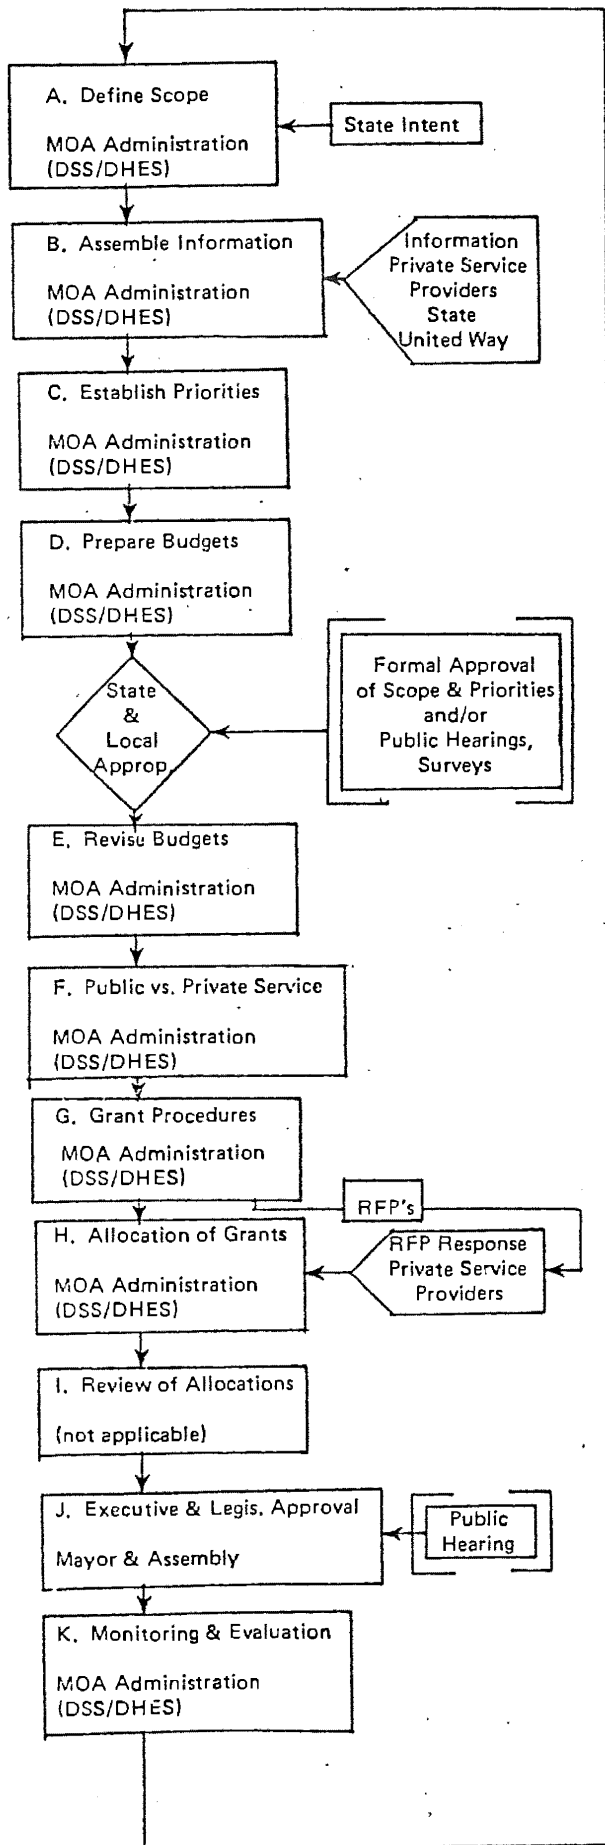 A. Define Scope
MOA Administration
(DSS/DHES)
State Intent
B. Assemble Information
MOA Administration
(DSS/DHES)
Information
Private Service
Providers
State
United Way
C. Establish Priorities
MOA Administration
(DSS/DHES)
D. Prepare Budgets
MOA Administration
(DSS/DHES)
State
&
Local
Approp.
Formal Approval
of Scope & Priorities
and/or
Public Hearings,
Surveys
E. Revise Budgets
MOA Administration
(DSS/DHES)
F. Public vs. Private Service
MOA Administration
(DSS/DHES)
G. Grant Procedures
MOA Administration
(DSS/DHES)
RFP's
H. Allocation of Grants
MOA Administration
(DSS/DHES)
RFP Response
Private Service
Providers
I. Review of Allocations
(not applicable)
J. Executive & Legis. Approval
Mayor & Assembly
Public
Hearing
K. Monitoring & Evaluation
MOA Administration
(DSS/DHES)